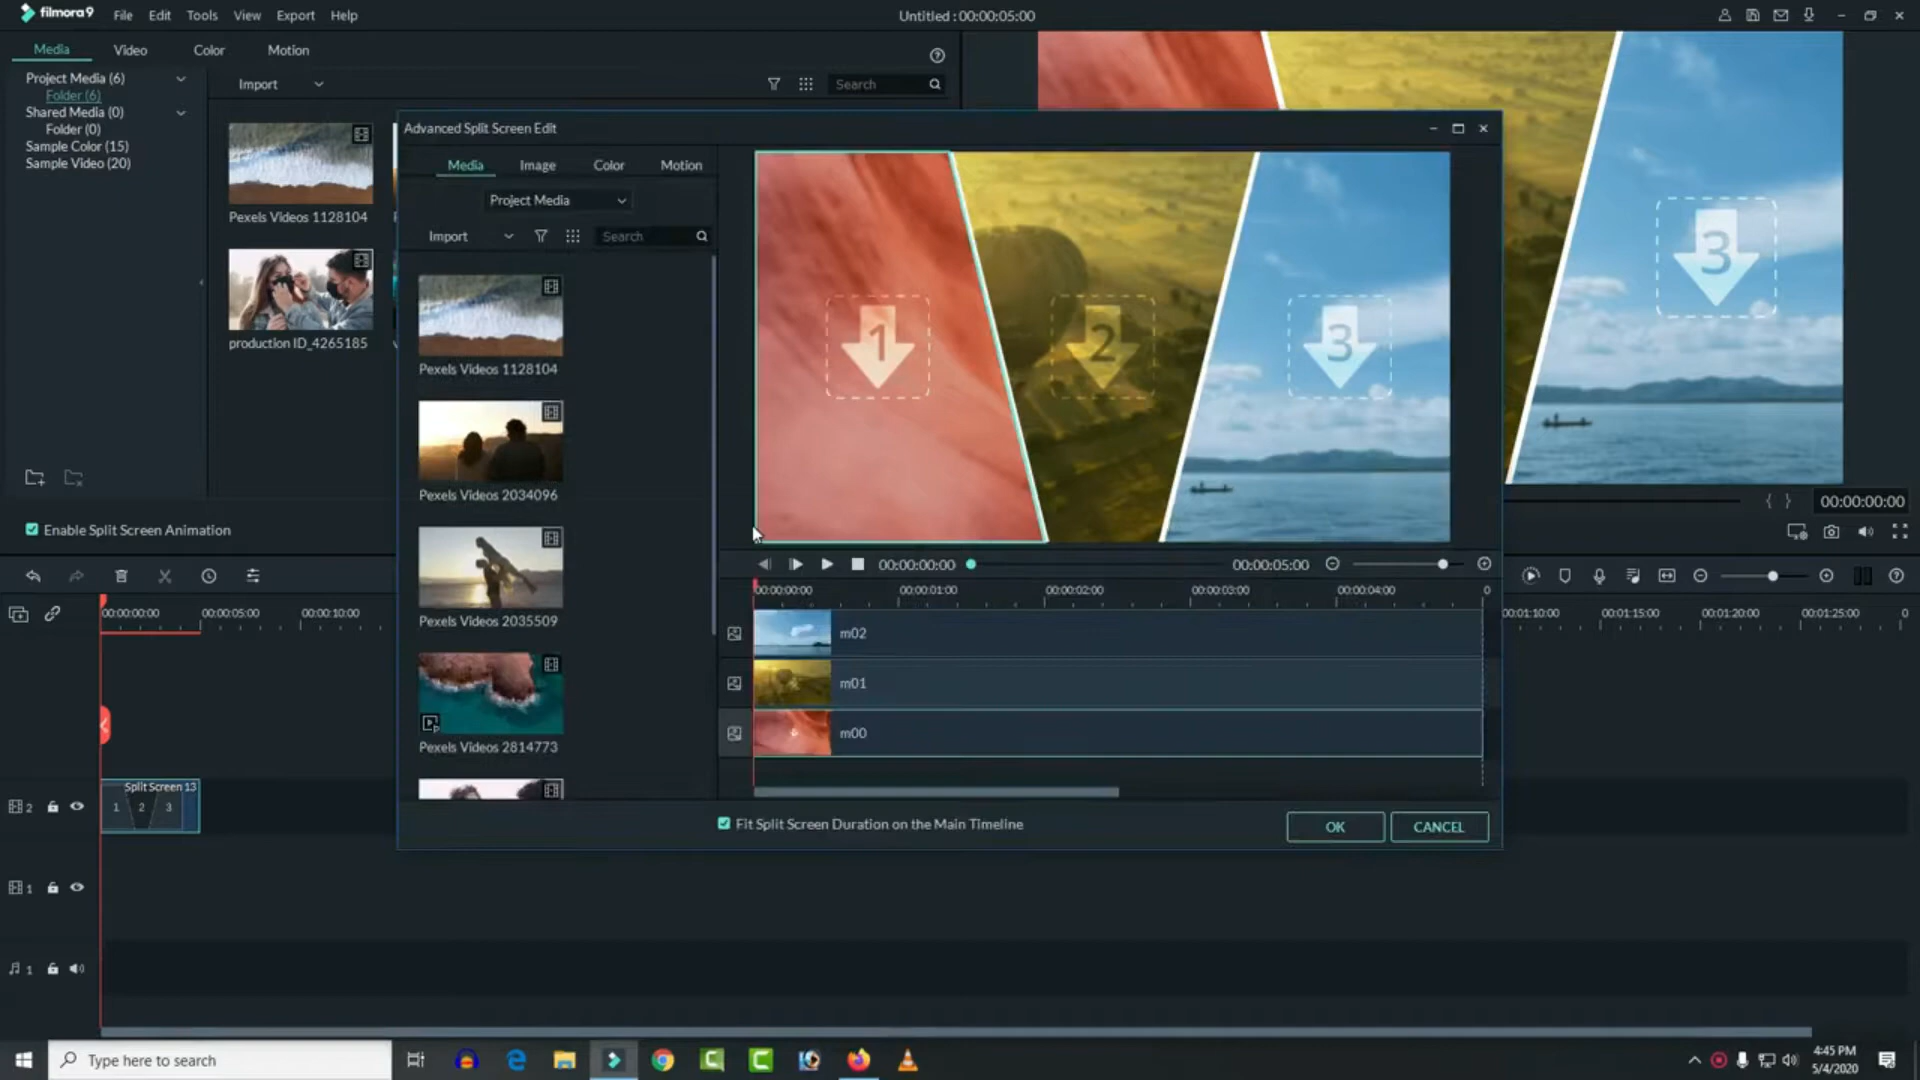 filmora9 File Edit Tools View Export Help
Untitled : 00:00:05:00
Media Video Color Motion
Project Media (6)
Folder (6)
Shared Media (0)
Folder (0)
Sample Color (15)
Sample Video (20)
Import
Search
Pexels Videos 1128104
production ID_4265185
Enable Split Screen Animation
Advanced Split Screen Edit
Media Image Color Motion
Project Media
Import
Search
Pexels Videos 1128104
Pexels Videos 2034096
Pexels Videos 2035509
Pexels Videos 2814773
1 2 3
3
00:00:00:00
00:00:00:00 00:00:05:00
00:00:00:00 00:00:01:00 00:00:02:00 00:00:03:00 00:00:04:00 0
m02
m01
m00
Fit Split Screen Duration on the Main Timeline
OK CANCEL
00:00:00:00 00:00:05:00 00:00:10:00
00:01:10:00 00:01:15:00 00:01:20:00 00:01:25:00 0
Split Screen 13
1 2 3
2
1
1
Type here to search
4:45 PM
5/4/2020